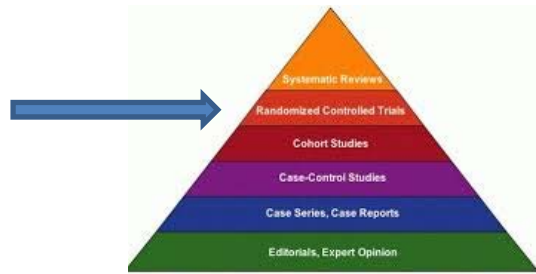 Systematic Reviews
Randomized Controlled Trials
Cohort Studies
Case-Control Studies
Case Series, Case Reports
Editorials, Expert Opinion